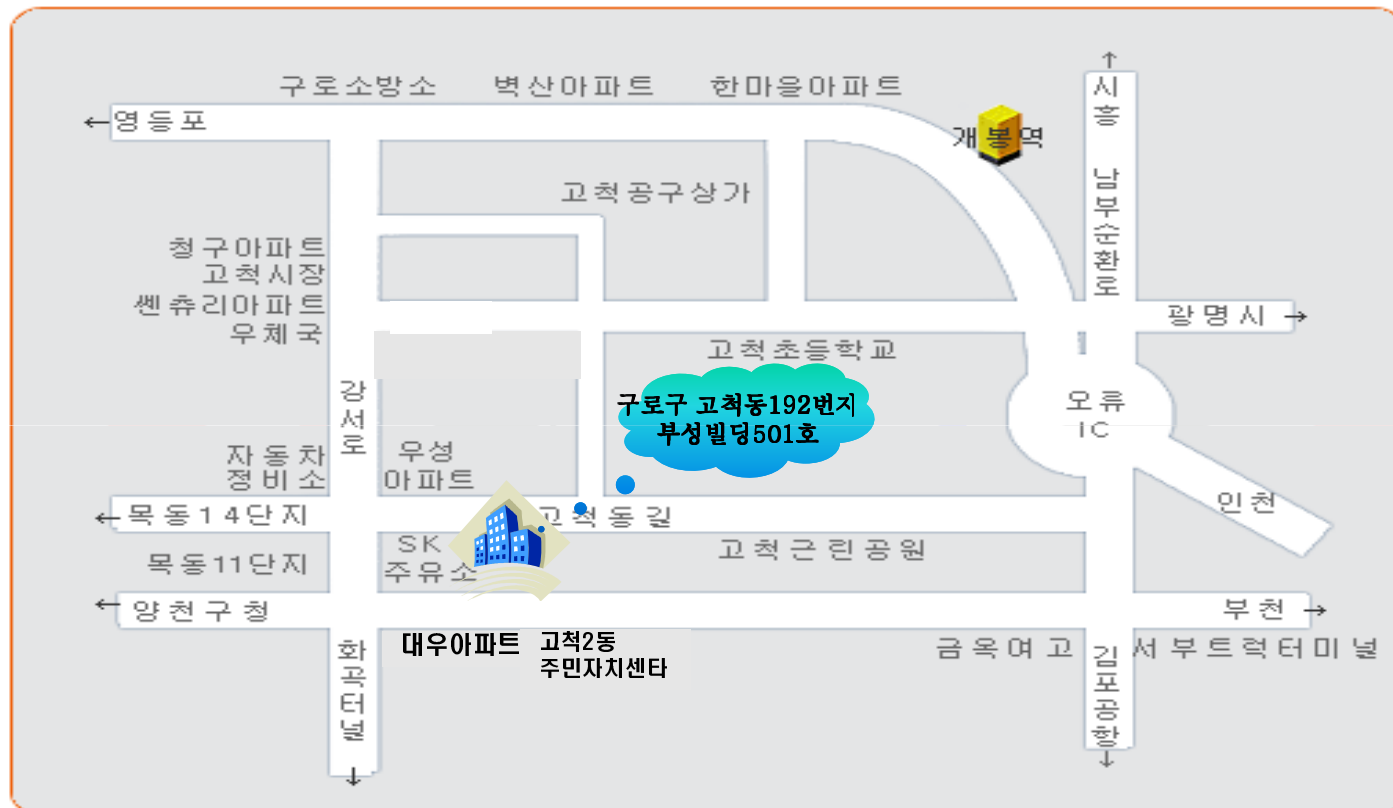 구로소방소
벽산아파트
한마을아파트
시흥
←영등포
개봉역
남부순환로
고척공구상가
청구아파트
고척시장
쎈츄리아파트
우체국
광명시→
고척초등학교
강서로
구로구 고척동192번지
부성빌딩501호
오류
IC
자동차
정비소
우성
아파트
인천
←목동14단지
고척동길
SK
주유소
고척근린공원
목동11단지
←양천구청
부천→
대우아파트
고척2동
주민자치센타
금옥여고
서부트럭터미널
화곡터널
김포공항